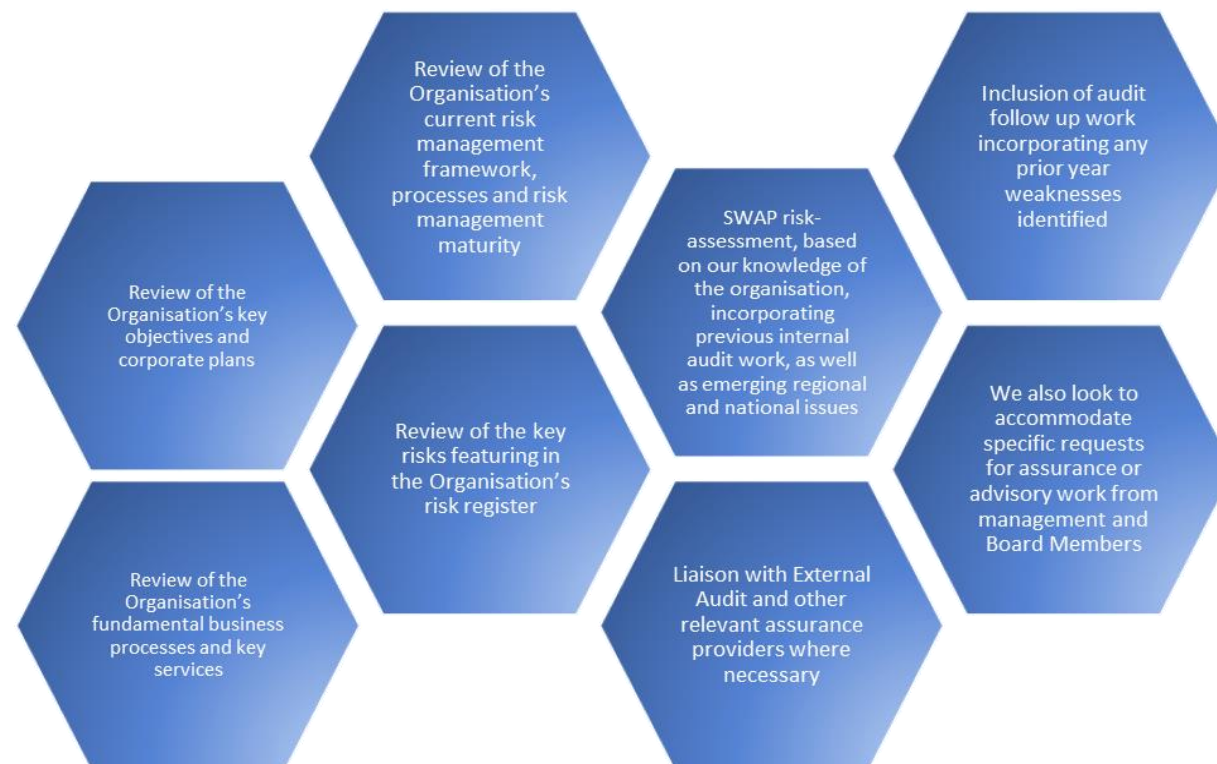 Review of the
Organisation's key
objectives and
corporate plans
Review of the
Organisation's
fundamental business
processes and key
services
Review of the
Organisation's
current risk
management
framework,
processes and risk
management
maturity
Review of the key
risks featuring in
the Organisation's
risk register
SWAP risk-
assessment, based
on our knowledge of
the organisation,
incorporating
previous internal
audit work, as well
as emerging regional
and national issues
Liaison with External
Audit and other
relevant assurance
providers where
necessary
Inclusion of audit
follow up work
incorporating any
prior year
weaknesses
identified
We also look to
accommodate
specific requests
for assurance or
advisory work from
management and
Board Members